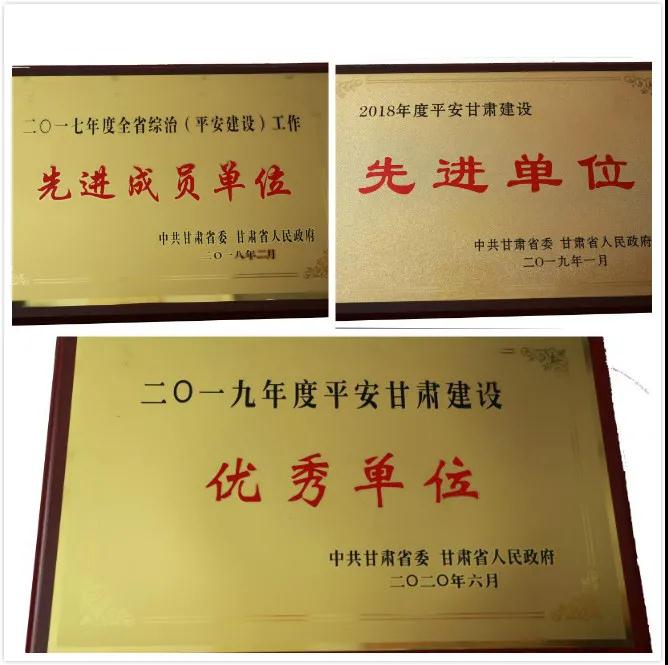 二〇一七年度全省综治（平安建设）工作
先进成员单位
中共甘肃省委 甘肃省人民政府
二〇一八年二月
2018年度平安甘肃建设
先进单位
中共甘肃省委 甘肃省人民政府
二〇一九年一月
二〇一九年度平安甘肃建设
优秀单位
中共甘肃省委 甘肃省人民政府
二〇二〇年六月